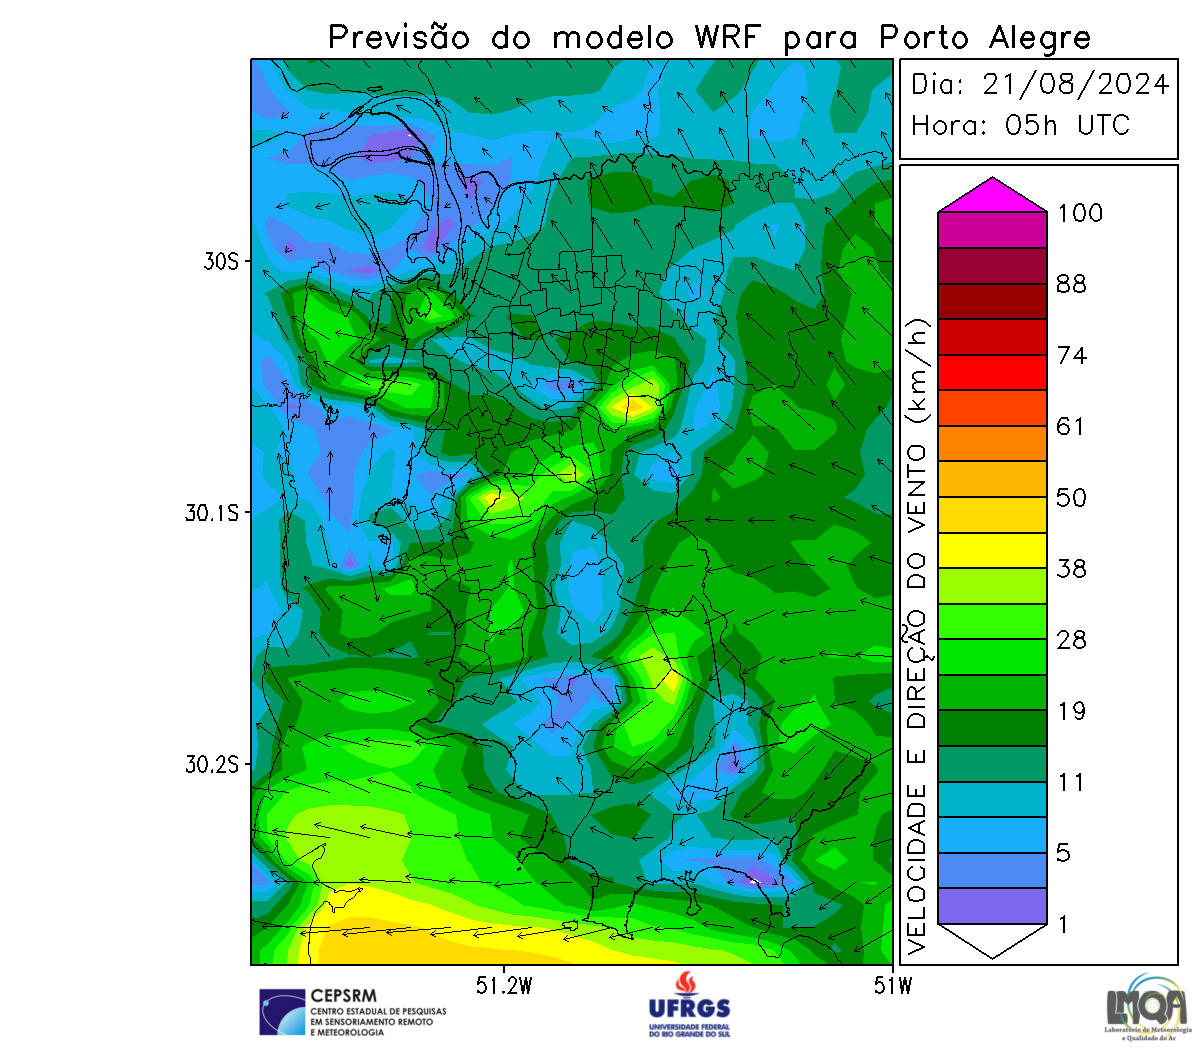 Previsão do modelo WRF para Porto Alegre
Dia: 21/08/2024
Hora: 05h UTC
100
88
74
61
50
38
28
19
11
5
1
VELOCIDADE E DIREÇÃO DO VENTO (km/h)
30S
30.1S
30.2S
51.2W
51W
CEPSRM
CENTRO ESTADUAL DE PESQUISAS
EM SENSORIAMENTO REMOTO
E METEOROLOGIA
UFRGS
UNIVERSIDADE FEDERAL
DO RIO GRANDE DO SUL
LMQA
Laboratório de Meteorologia
e Qualidade do Ar